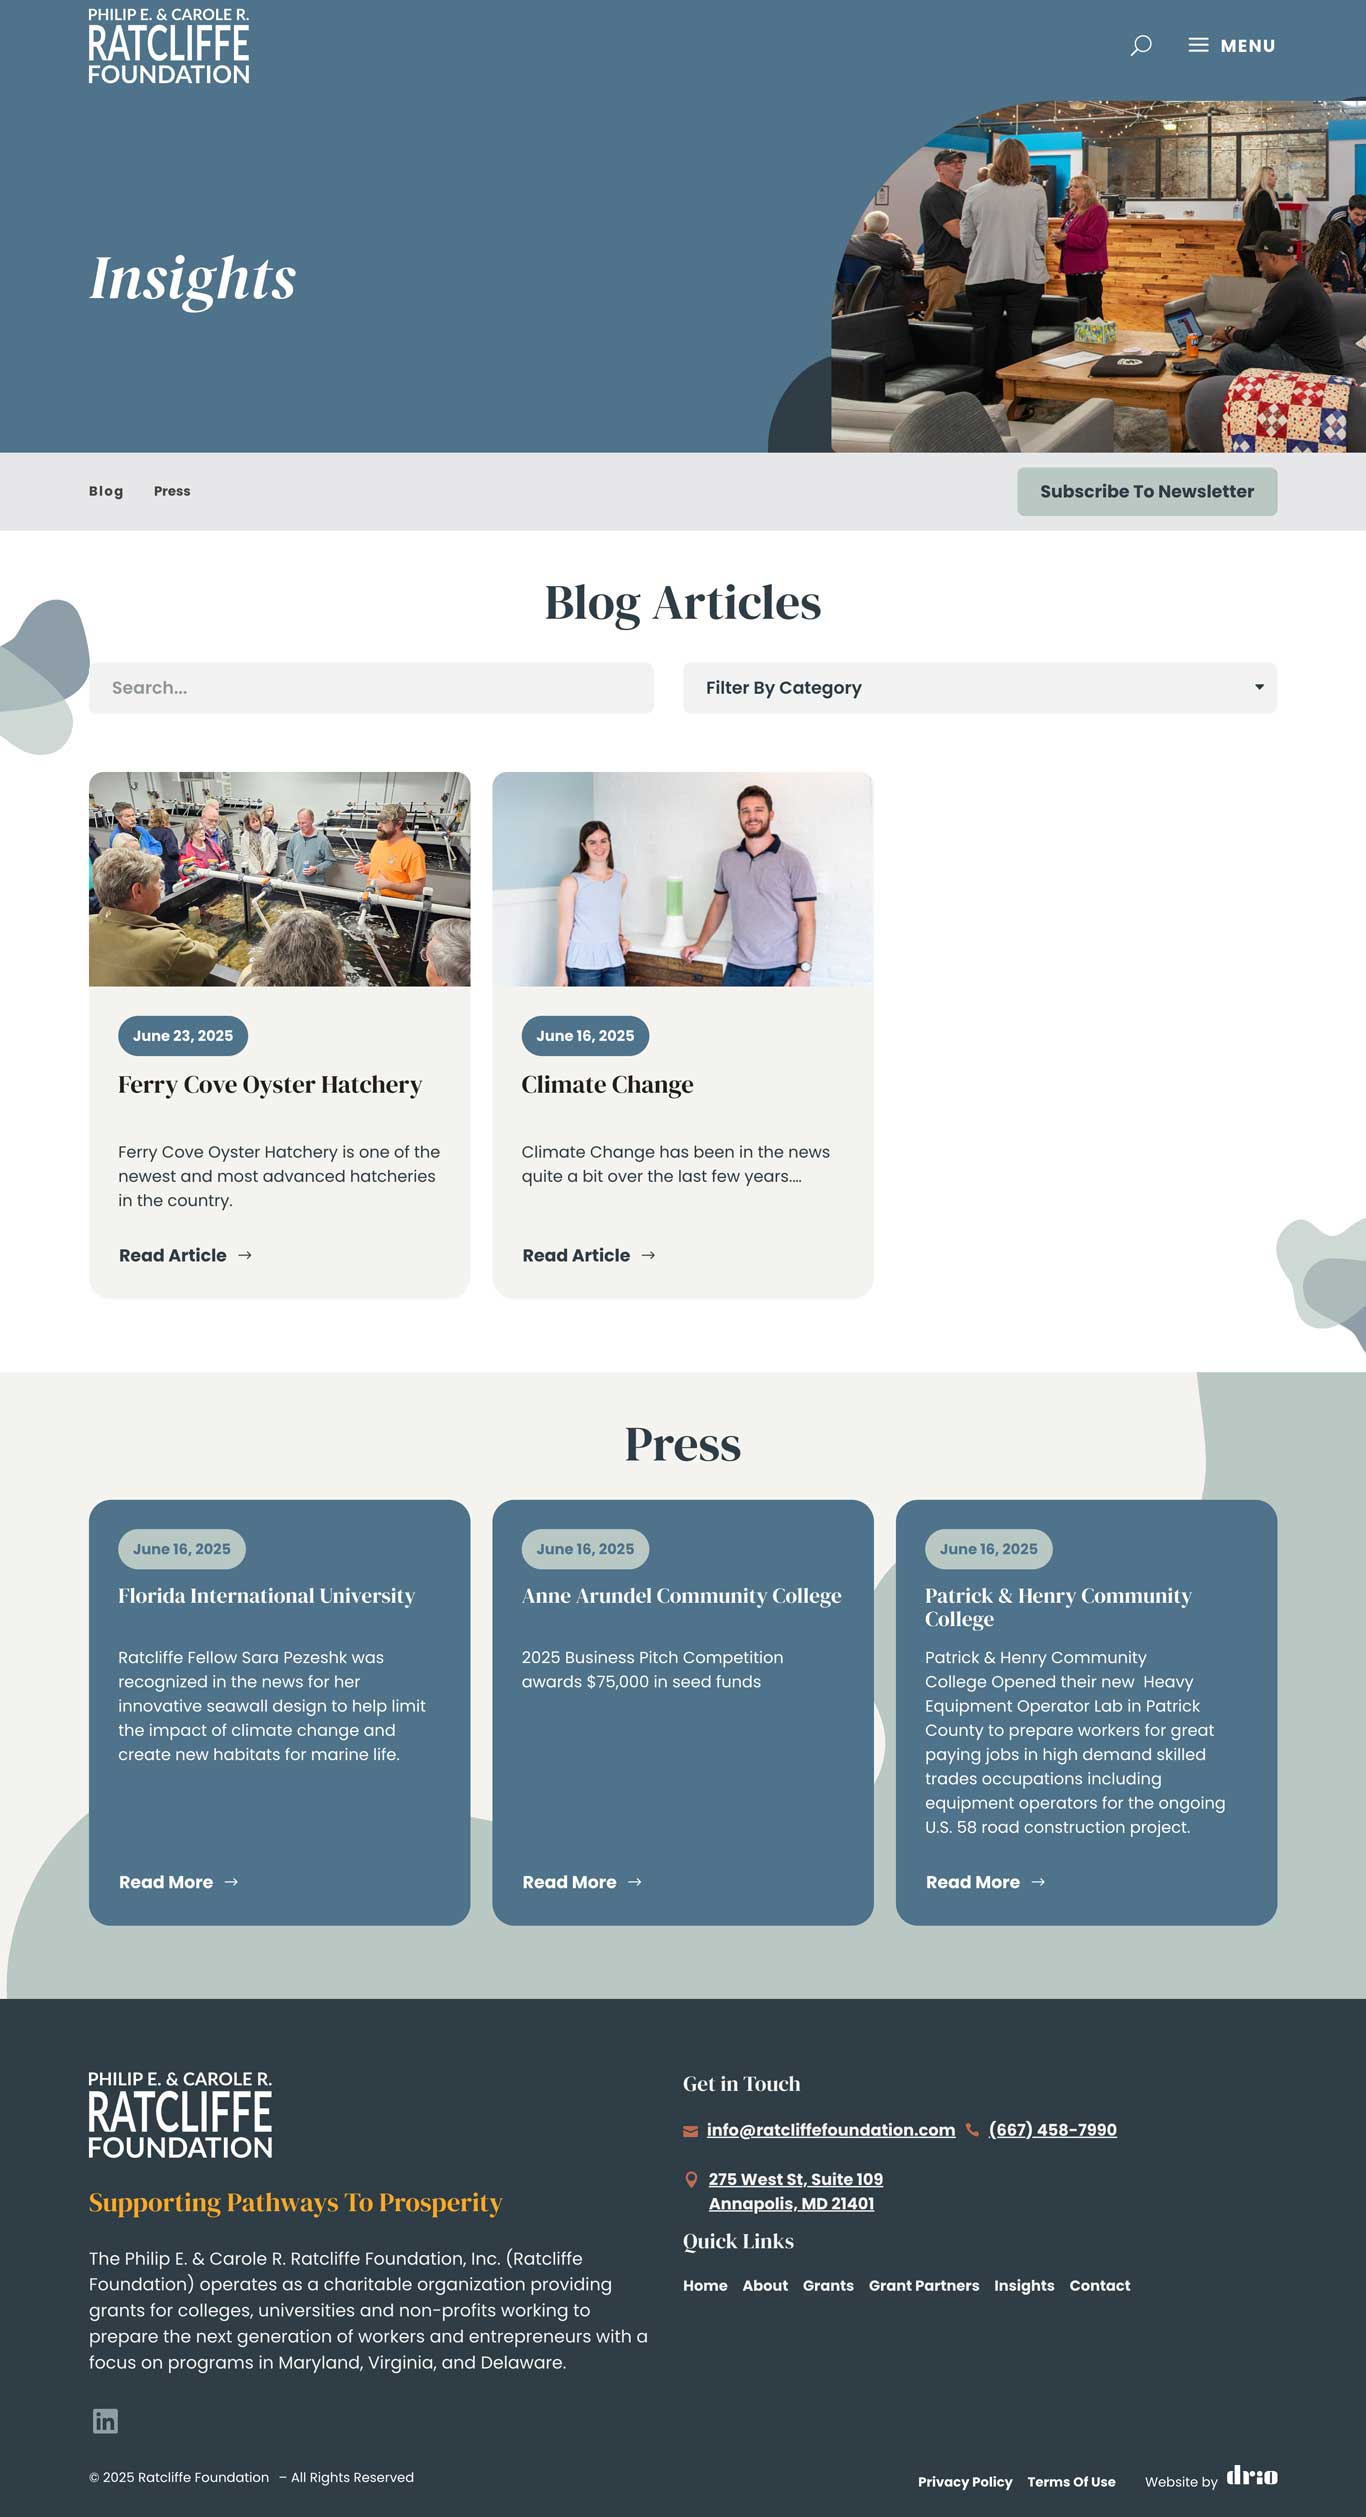 PHILIP E. & CAROLE R.
RATCLIFFE
FOUNDATION
MENU
Insights
Blog
Press
Subscribe To Newsletter
Blog Articles
Search...
Filter By Category
June 23, 2025
Ferry Cove Oyster Hatchery
Ferry Cove Oyster Hatchery is one of the
newest and most advanced hatcheries
in the country.
Read Article
June 16, 2025
Climate Change
Climate Change has been in the news
quite a bit over the last few years....
Read Article
Press
June 16, 2025
Florida International University
Ratcliffe Fellow Sara Pezeshk was
recognized in the news for her
innovative seawall design to help limit
the impact of climate change and
create new habitats for marine life.
Read More
June 16, 2025
Anne Arundel Community College
2025 Business Pitch Competition
awards $75,000 in seed funds
Read More
June 16, 2025
Patrick & Henry Community
College
Patrick & Henry Community
College Opened their new  Heavy
Equipment Operator Lab in Patrick
County to prepare workers for great
paying jobs in high demand skilled
trades occupations including
equipment operators for the ongoing
U.S. 58 road construction project.
Read More
PHILIP E. & CAROLE R.
RATCLIFFE
FOUNDATION
Supporting Pathways To Prosperity
The Philip E. & Carole R. Ratcliffe Foundation, Inc. (Ratcliffe
Foundation) operates as a charitable organization providing
grants for colleges, universities and non-profits working to
prepare the next generation of workers and entrepreneurs with a
focus on programs in Maryland, Virginia, and Delaware.
in
Get in Touch
info@ratcliffefoundation.com (667) 458-7990
275 West St, Suite 109
Annapolis, MD 21401
Quick Links
Home About Grants Grant Partners Insights Contact
© 2025 Ratcliffe Foundation – All Rights Reserved
Privacy Policy Terms Of Use Website by drio